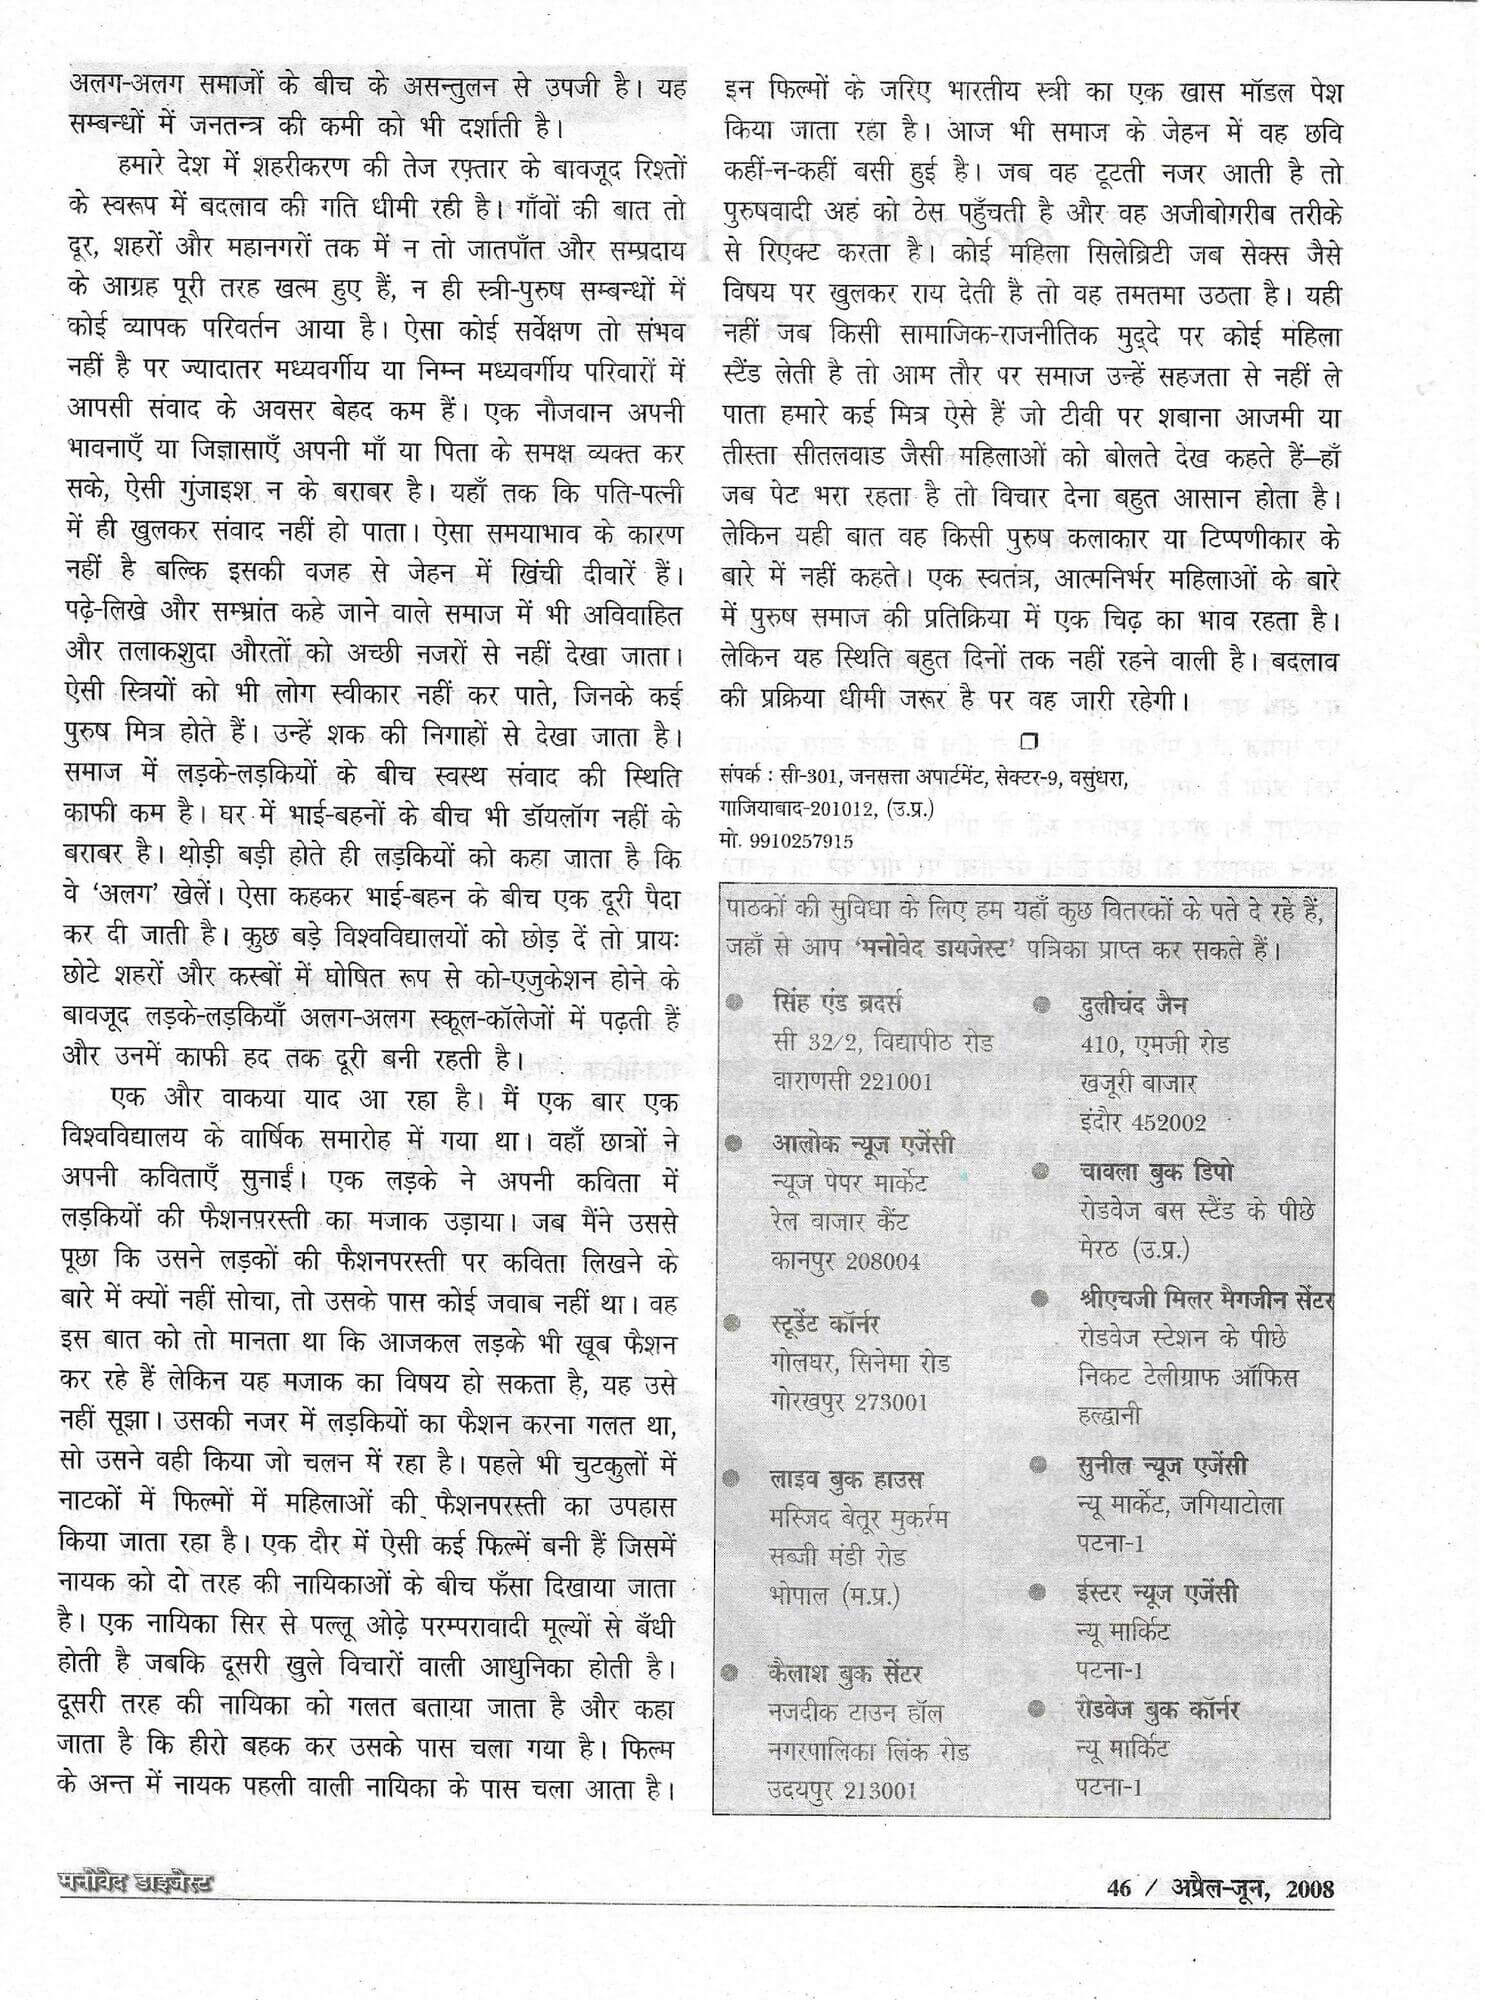 अलग-अलग समाजों के बीच के असन्तुलन से उपजी है। यह
सम्बन्धों में जनतन्त्र की कमी को भी दर्शाती है।
हमारे देश में शहरीकरण की तेज रफ़्तार के बावजूद रिश्तों
के स्वरूप में बदलाव की गति धीमी रही है। गाँवों की बात तो
दूर, शहरों और महानगरों तक में न तो जातपाँत और सम्प्रदाय
के आग्रह पूरी तरह खत्म हुए हैं, न ही स्त्री-पुरुष सम्बन्धों में
कोई व्यापक परिवर्तन आया है। ऐसा कोई सर्वेक्षण तो संभव
नहीं है पर ज्यादातर मध्यवर्गीय या निम्न मध्यवर्गीय परिवारों में
आपसी संवाद के अवसर बेहद कम हैं। एक नौजवान अपनी
भावनाएँ या जिज्ञासाएँ अपनी माँ या पिता के समक्ष व्यक्त कर
सके, ऐसी गुंजाइश न के बराबर है। यहाँ तक कि पति-पत्नी
में ही खुलकर संवाद नहीं हो पाता। ऐसा समयाभाव के कारण
नहीं है बल्कि इसकी वजह से जेहन में खिंची दीवारें हैं।
पढ़े-लिखे और सम्भ्रांत कहे जाने वाले समाज में भी अविवाहित
और तलाकशुदा औरतों को अच्छी नजरों से नहीं देखा जाता।
ऐसी स्त्रियों को भी लोग स्वीकार नहीं कर पाते, जिनके कई
पुरुष मित्र होते हैं। उन्हें शक की निगाहों से देखा जाता है।
समाज में लड़के-लड़कियों के बीच स्वस्थ संवाद की स्थिति
काफी कम है। घर में भाई-बहनों के बीच भी डॉयलॉग नहीं के
बराबर है। थोड़ी बड़ी होते ही लड़कियों को कहा जाता है कि
वे ‘अलग’ खेलें। ऐसा कहकर भाई-बहन के बीच एक दूरी पैदा
कर दी जाती है। कुछ बड़े विश्वविद्यालयों को छोड़ दें तो प्रायः
छोटे शहरों और कस्बों में घोषित रूप से को-एजुकेशन होने के
बावजूद लड़के-लड़कियाँ अलग-अलग स्कूल-कॉलेजों में पढ़ती हैं
और उनमें काफी हद तक दूरी बनी रहती है।
एक और वाकया याद आ रहा है। मैं एक बार एक
विश्वविद्यालय के वार्षिक समारोह में गया था। वहाँ छात्रों ने
अपनी कविताएँ सुनाईं। एक लड़के ने अपनी कविता में
लड़कियों की फैशनपरस्ती का मजाक उड़ाया। जब मैंने उससे
पूछा कि उसने लड़कों की फैशनपरस्ती पर कविता लिखने के
बारे में क्यों नहीं सोचा, तो उसके पास कोई जवाब नहीं था। वह
इस बात को तो मानता था कि आजकल लड़के भी खूब फैशन
कर रहे हैं लेकिन यह मजाक का विषय हो सकता है, यह उसे
नहीं सूझा। उसकी नजर में लड़कियों का फैशन करना गलत था,
सो उसने वही किया जो चलन में रहा है। पहले भी चुटकुलों में
नाटकों में फिल्मों में महिलाओं की फैशनपरस्ती का उपहास
किया जाता रहा है। एक दौर में ऐसी कई फिल्में बनी हैं जिसमें
नायक को दो तरह की नायिकाओं के बीच फँसा दिखाया जाता
है। एक नायिका सिर से पल्लू ओढ़े परम्परावादी मूल्यों से बँधी
होती है जबकि दूसरी खुले विचारों वाली आधुनिका होती है।
दूसरी तरह की नायिका को गलत बताया जाता है और कहा
जाता है कि हीरो बहक कर उसके पास चला गया है। फिल्म
के अन्त में नायक पहली वाली नायिका के पास चला आता है।
इन फिल्मों के जरिए भारतीय स्त्री का एक खास मॉडल पेश
किया जाता रहा है। आज भी समाज के जेहन में वह छवि
कहीं-न-कहीं बसी हुई है। जब वह टूटती नजर आती है तो
पुरुषवादी अहं को ठेस पहुँचती है और वह अजीबोगरीब तरीके
से रिएक्ट करता है। कोई महिला सिलेब्रिटी जब सेक्स जैसे
विषय पर खुलकर राय देती है तो वह तमतमा उठता है। यही
नहीं जब किसी सामाजिक-राजनीतिक मुद्दे पर कोई महिला
स्टैंड लेती है तो आम तौर पर समाज उन्हें सहजता से नहीं ले
पाता हमारे कई मित्र ऐसे हैं जो टीवी पर शबाना आजमी या
तीस्ता सीतलवाड जैसी महिलाओं को बोलते देख कहते हैं–हाँ
जब पेट भरा रहता है तो विचार देना बहुत आसान होता है।
लेकिन यही बात वह किसी पुरुष कलाकार या टिप्पणीकार के
बारे में नहीं कहते। एक स्वतंत्र, आत्मनिर्भर महिलाओं के बारे
में पुरुष समाज की प्रतिक्रिया में एक चिढ़ का भाव रहता है।
लेकिन यह स्थिति बहुत दिनों तक नहीं रहने वाली है। बदलाव
की प्रक्रिया धीमी जरूर है पर वह जारी रहेगी।
संपर्क : सी-301, जनसत्ता अपार्टमेंट, सेक्टर-9, वसुंधरा,
गाजियाबाद-201012, (उ.प्र.)
मो. 9910257915
पाठकों की सुविधा के लिए हम यहाँ कुछ वितरकों के पते दे रहे हैं,
जहाँ से आप ‘मनोवेद डायजेस्ट’ पत्रिका प्राप्त कर सकते हैं।
● सिंह एंड ब्रदर्स
सी 32/2, विद्यापीठ रोड
वाराणसी 221001
● आलोक न्यूज एजेंसी
न्यूज पेपर मार्केट
रेल वाजार कैंट
कानपुर 208004
● स्टूडेंट कॉर्नर
गोलघर, सिनेमा रोड
गोरखपुर 273001
● लाइव बुक हाउस
मस्जिद बेतूर मुकर्रम
सब्जी मंडी रोड
भोपाल (म.प्र.)
● कैलाश बुक सेंटर
नजदीक टाउन हॉल
नगरपालिका लिंक रोड
उदयपुर 213001
● दुलीचंद जैन
410, एमजी रोड
खजूरी बाजार
इंदौर 452002
● चावला बुक डिपो
रोडवेज बस स्टैंड के पीछे
मेरठ (उ.प्र.)
● श्रीएचजी मिलर मैगजीन सेंटर
रोडवेज स्टेशन के पीछे
निकट टेलीग्राफ ऑफिस
हल्द्वानी
● सुनील न्यूज एजेंसी
न्यू मार्केट, जगियाटोला
पटना-1
● ईस्टर न्यूज एजेंसी
न्यू मार्किट
पटना-1
● रोडवेज बुक कॉर्नर
न्यू मार्किट
पटना-1
मनोवेद डाइजेस्ट
46 / अप्रैल-जून, 2008